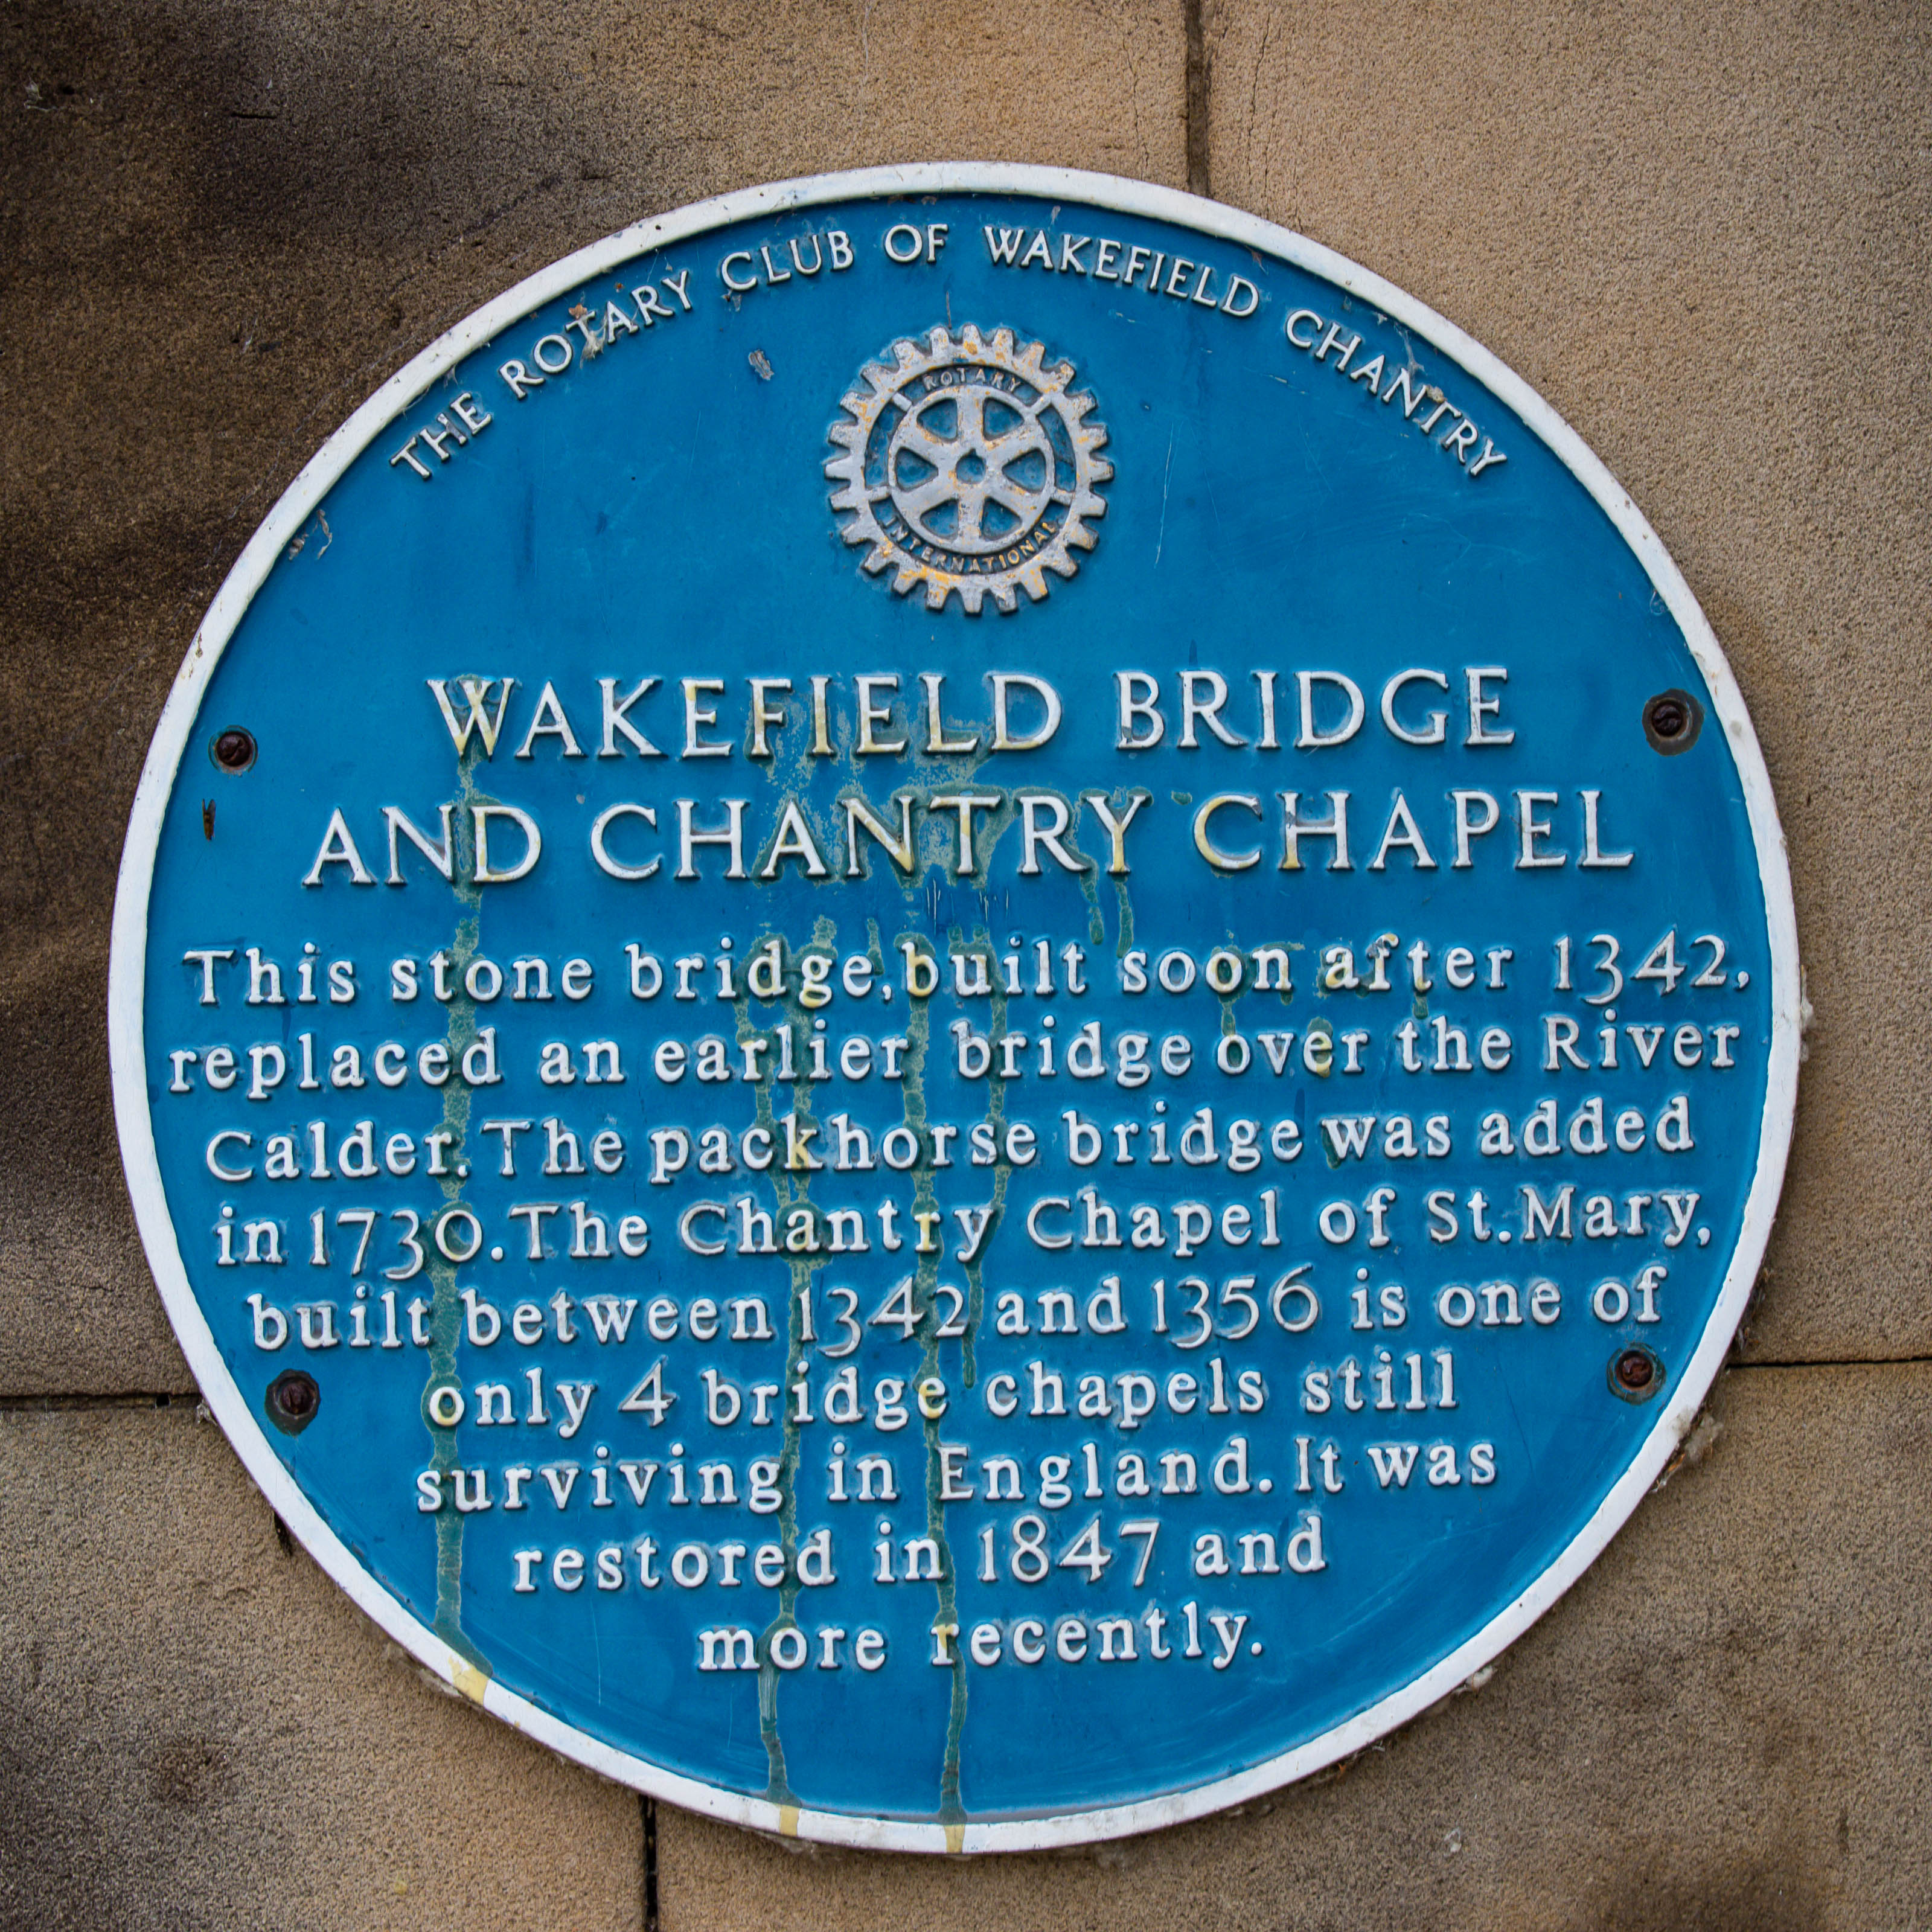 THE ROTARY CLUB OF WAKEFIELD CHANTRY
ROTARY
INTERNATIONAL
WAKEFIELD BRIDGE
AND CHANTRY CHAPEL
This stone bridge, built soon after 1342,
replaced an earlier bridge over the River
Calder. The packhorse bridge was added
in 1730. The Chantry Chapel of St. Mary,
built between 1342 and 1356 is one of
only 4 bridge chapels still
surviving in England. It was
restored in 1847 and
more recently.